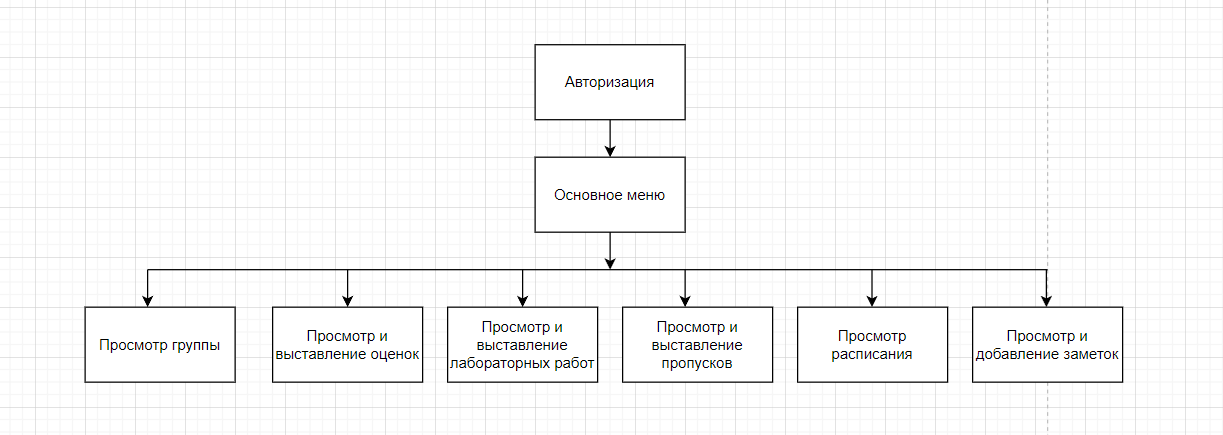 Авторизация
Основное меню
Просмотр группы
Просмотр и
выставление оценок
Просмотр и
выставление
лабораторных работ
Просмотр и
выставление
пропусков
Просмотр
расписания
Просмотр и
добавление заметок